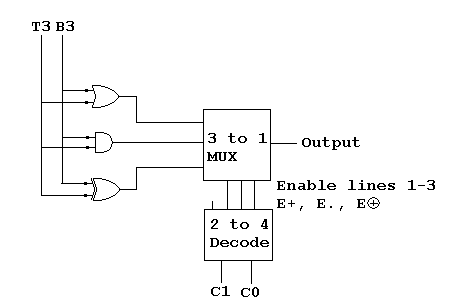 T3 B3
3 to 1
MUX
Output
Enable lines 1-3
E+, E., E⊕
2 to 4
Decode
C1 C0